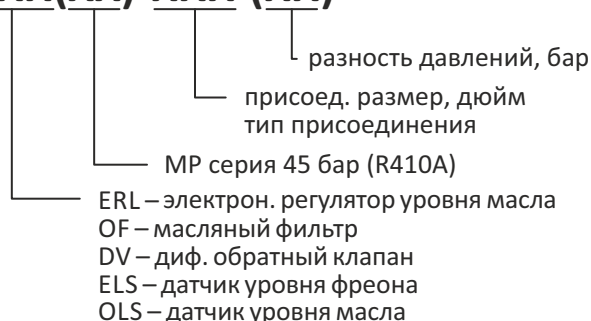 разность давлений, бар
присоед. размер, дюйм
тип присоединения
МР серия 45 бар (R410A)
ERL – электрон. регулятор уровня масла
OF – масляный фильтр
DV – диф. обратный клапан
ELS – датчик уровня фреона
OLS – датчик уровня масла